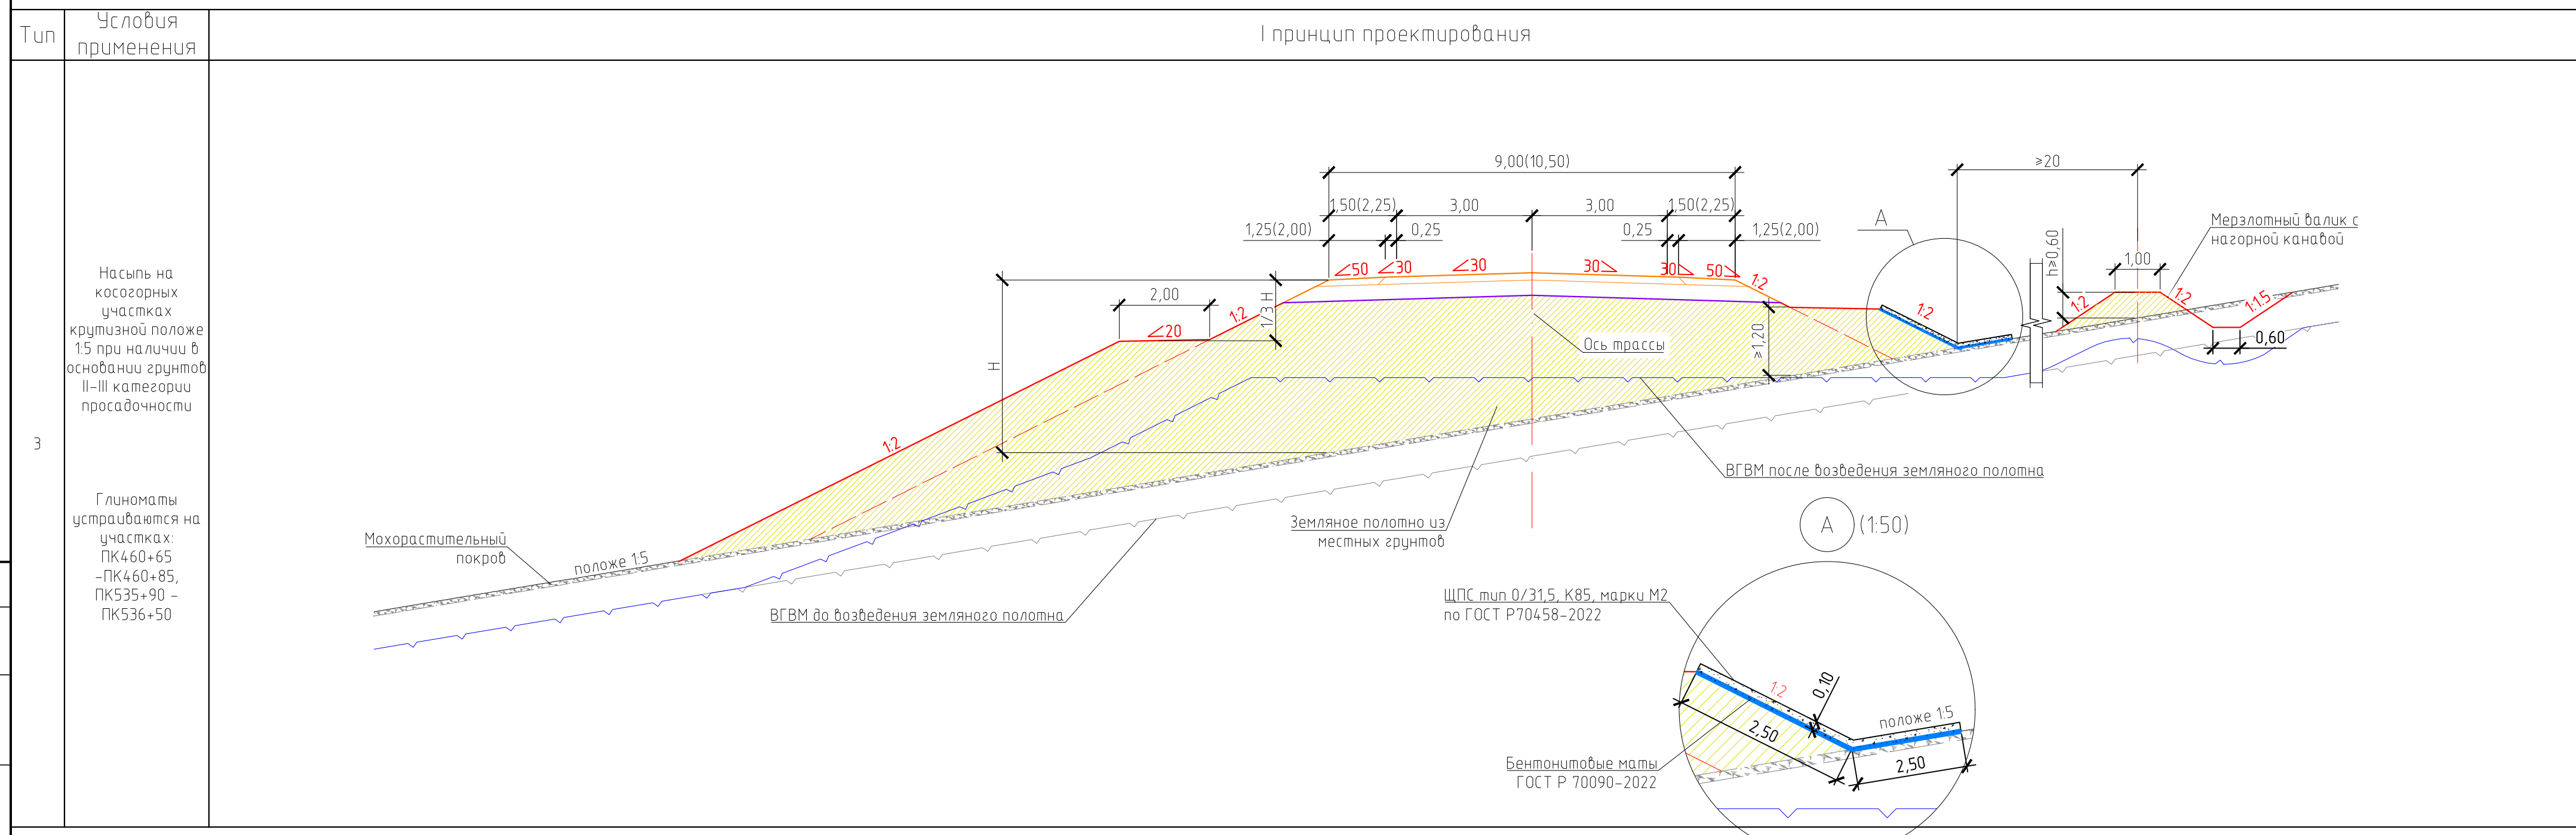 Тип
Условия
применения
I принцип проектирования
3
Насыпь на
косогорных
участках
крутизной положе
1:5 при наличии в
основании грунтов
II-III категории
просадочности
Глиноматы
устраиваются на
участках:
ПК460+65
-ПК460+85,
ПК535+90 -
ПК536+50
9,00(10,50)
≥20
1,50(2,25)
3,00
3,00
1,50(2,25)
1,25(2,00)
0,25
0,25
1,25(2,00)
А
Мерзлотный валик с
нагорной канавой
h≥0,60
1,00
∠50
∠30
∠30
30
30
50
1:2
2,00
∠20
1:2
1/3 Н
Н
1:2
1:2
1:2
1:2
1:1.5
0,60
Ось трассы
≥1,20
ВГВМ после возведения земляного полотна
Земляное полотно из
местных грунтов
Мохорастительный
покров
положе 1:5
ВГВМ до возведения земляного полотна
А
(1:50)
ЩПС тип 0/31,5, К85, марки М2
по ГОСТ Р70458-2022
1:2
0,10
положе 1:5
2,50
2,50
Бентонитовые маты
ГОСТ Р 70090-2022